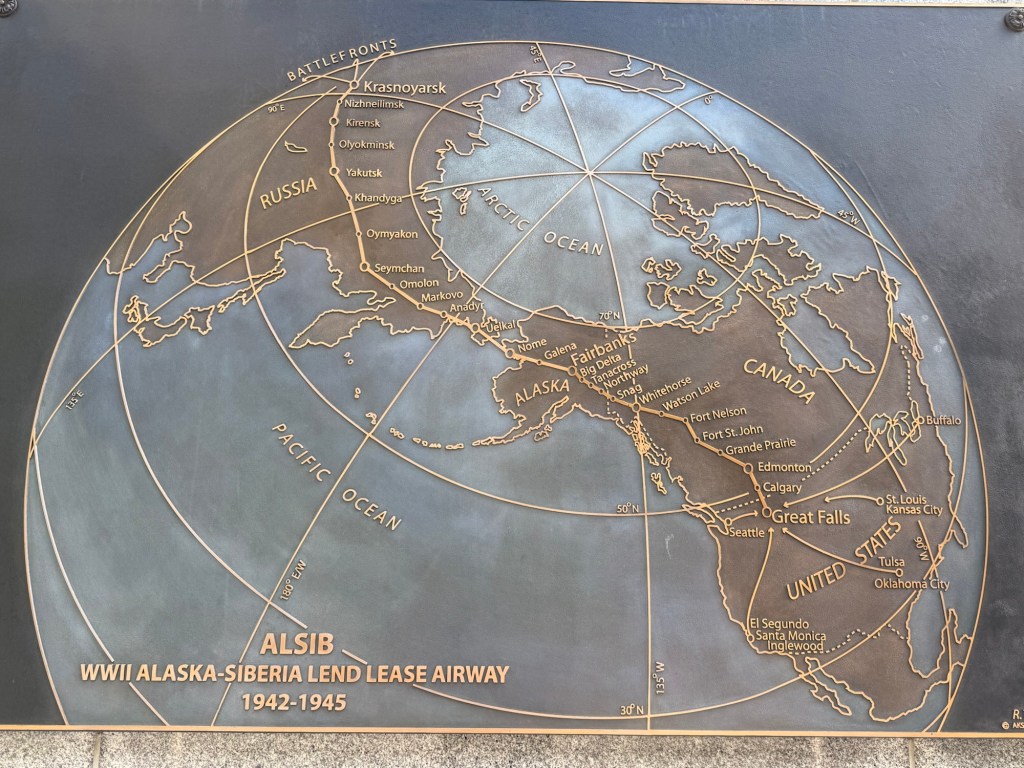 BATTLEFRONTS
45°E
0°
90°E
Krasnoyarsk
Nizhneilimsk
Kirensk
Olyokminsk
Yakutsk
RUSSIA
Khandyga
ARCTIC OCEAN
45°W
Oymyakon
Seymchan
Omolon
Markovo
Anadyr
Uelkal
70°N
Nome
Galena
Fairbanks
Big Delta
Tanacross
Northway
Snag
ALASKA
Whitehorse
Watson Lake
CANADA
135°E
Fort Nelson
Fort St. John
Grande Prairie
Buffalo
Edmonton
Calgary
PACIFIC OCEAN
50°N
Great Falls
St. Louis
Kansas City
Seattle
90°W
UNITED STATES
Tulsa
Oklahoma City
180° E/W
El Segundo
Santa Monica
Inglewood
135°W
30°N
ALSIB
WWII ALASKA-SIBERIA LEND LEASE AIRWAY
1942-1945
R.
© AKS